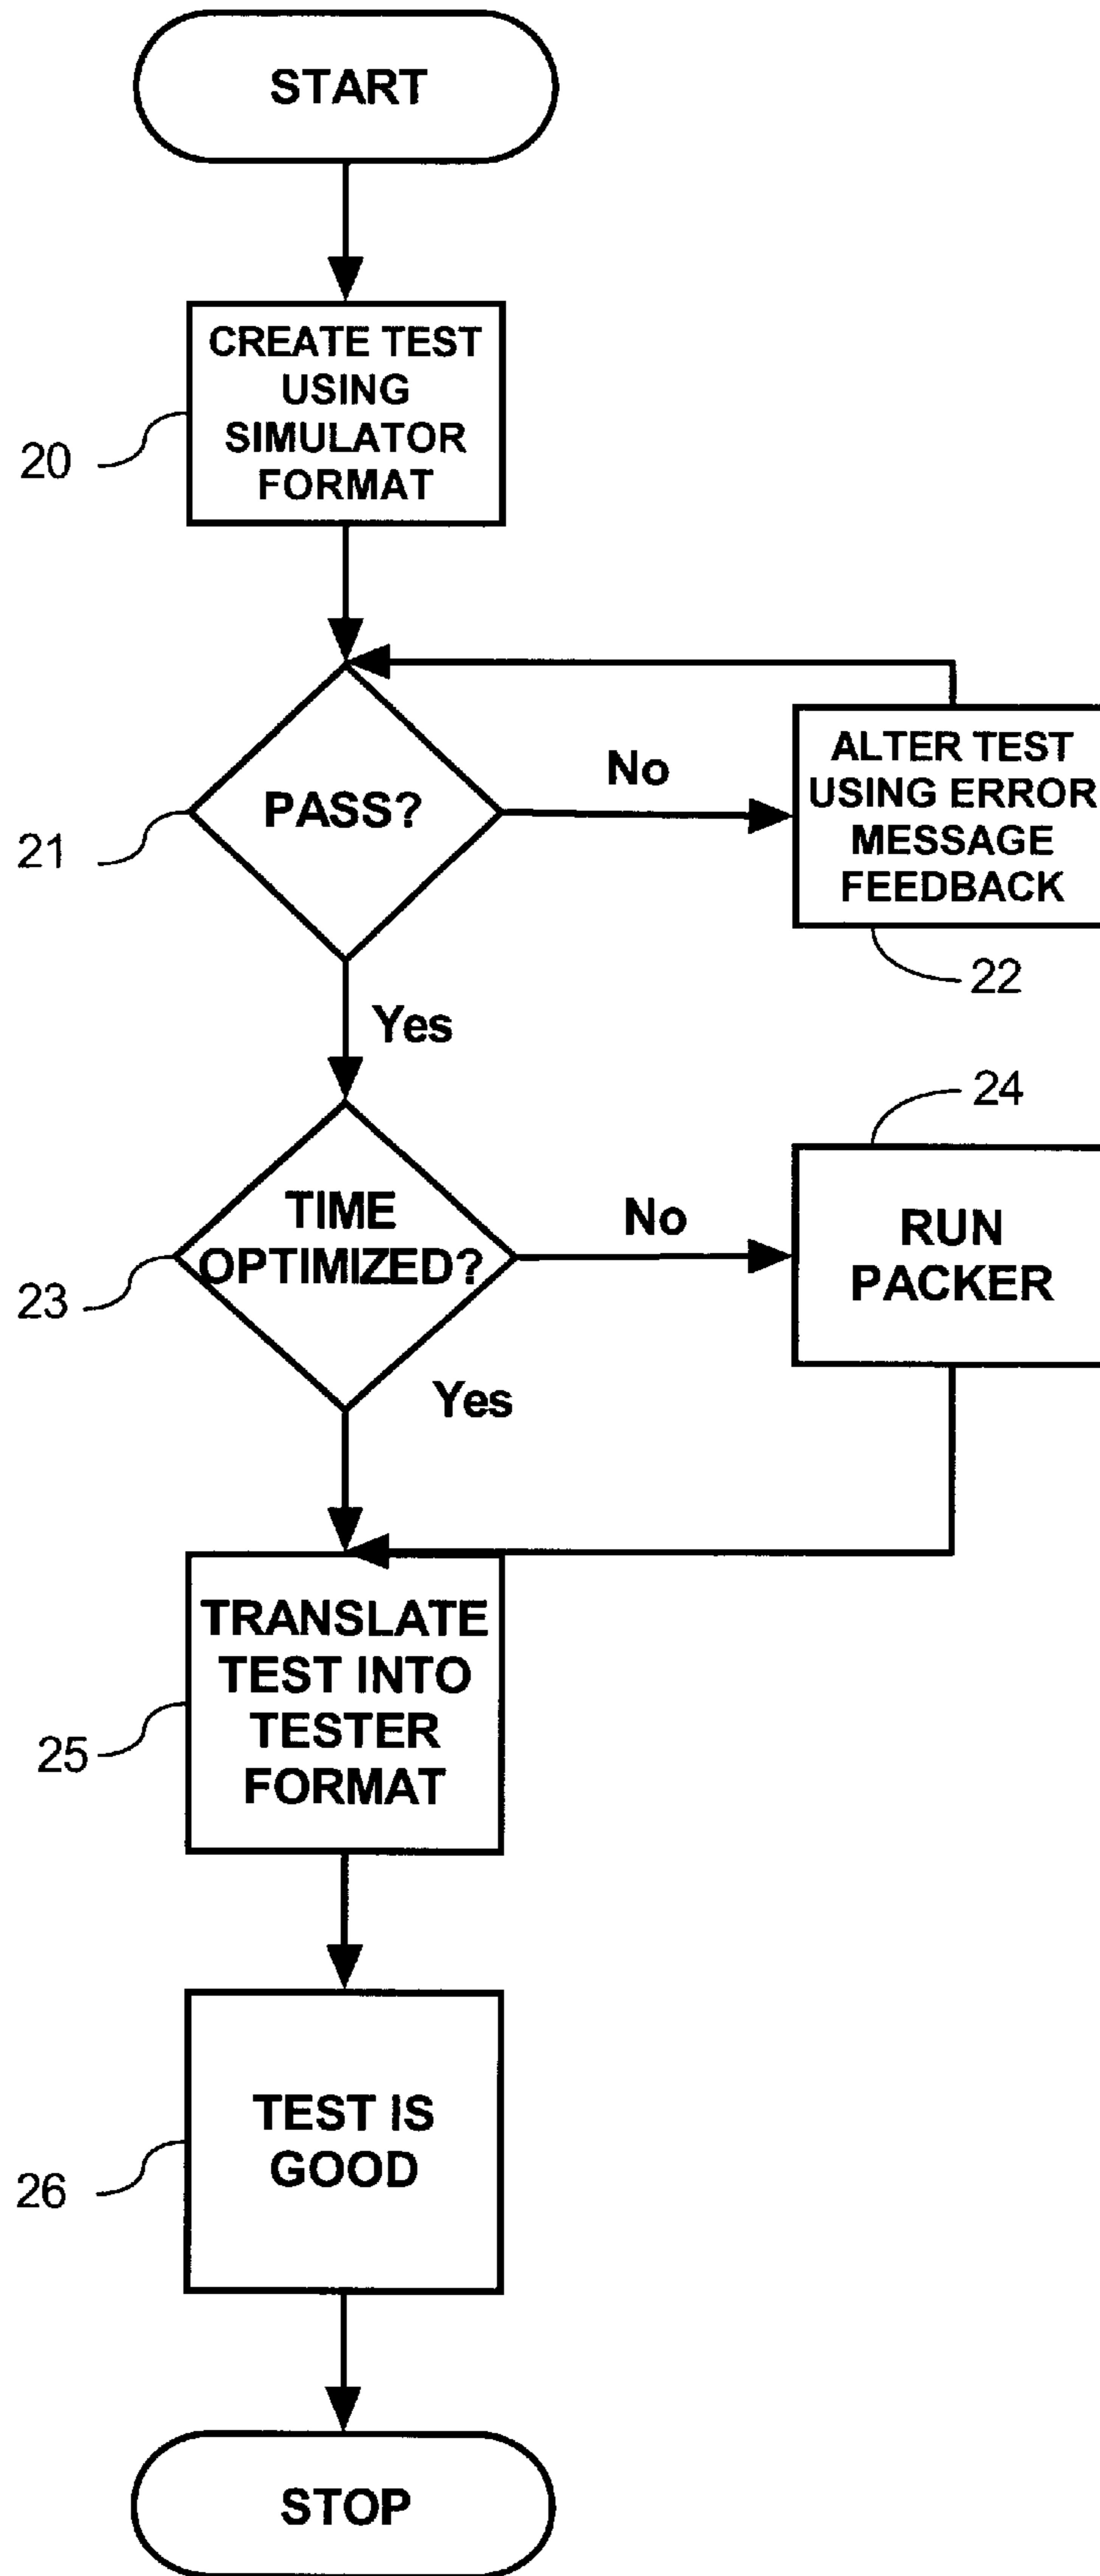 START
CREATE TEST
USING
SIMULATOR
FORMAT
20
PASS?
21
No
ALTER TEST
USING ERROR
MESSAGE
FEEDBACK
22
Yes
24
TIME
OPTIMIZED?
23
No
RUN
PACKER
Yes
TRANSLATE
TEST INTO
TESTER
FORMAT
25
TEST IS
GOOD
26
STOP